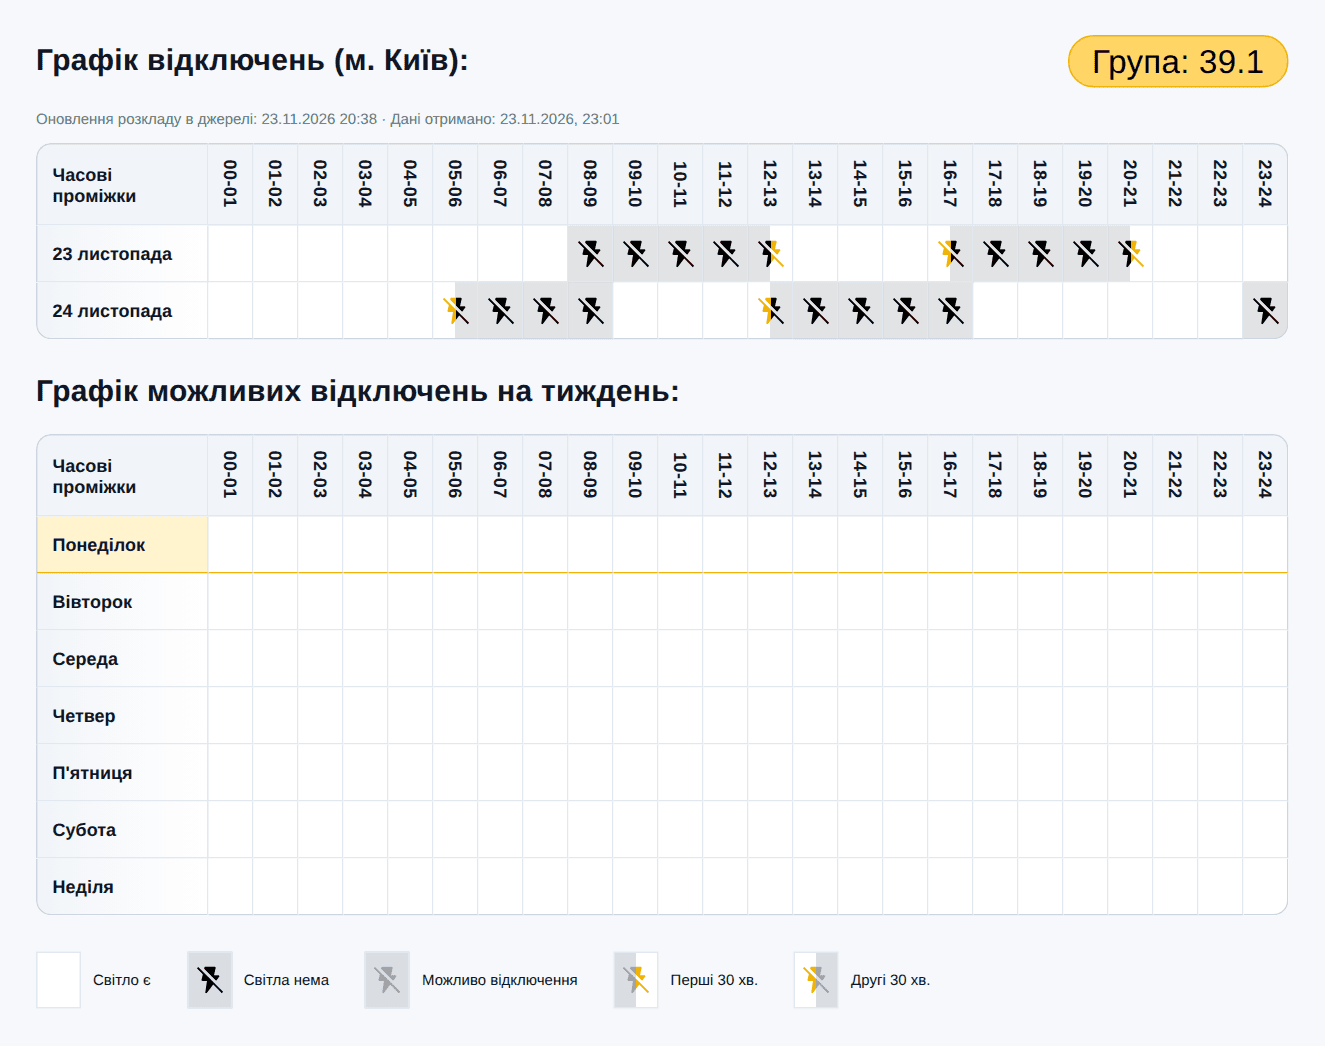 Графік відключень (м. Київ):
Група: 39.1
Оновлення розкладу в джерелі: 23.11.2026 20:38 · Дані отримано: 23.11.2026, 23:01
Часові проміжки 00-01 01-02 02-03 03-04 04-05 05-06 06-07 07-08 08-09 09-10 10-11 11-12 12-13 13-14 14-15 15-16 16-17 17-18 18-19 19-20 20-21 21-22 22-23 23-24
23 листопада
24 листопада
Графік можливих відключень на тиждень:
Часові проміжки 00-01 01-02 02-03 03-04 04-05 05-06 06-07 07-08 08-09 09-10 10-11 11-12 12-13 13-14 14-15 15-16 16-17 17-18 18-19 19-20 20-21 21-22 22-23 23-24
Понеділок
Вівторок
Середа
Четвер
П'ятниця
Субота
Неділя
Світло є Світла нема Можливо відключення Перші 30 хв. Другі 30 хв.